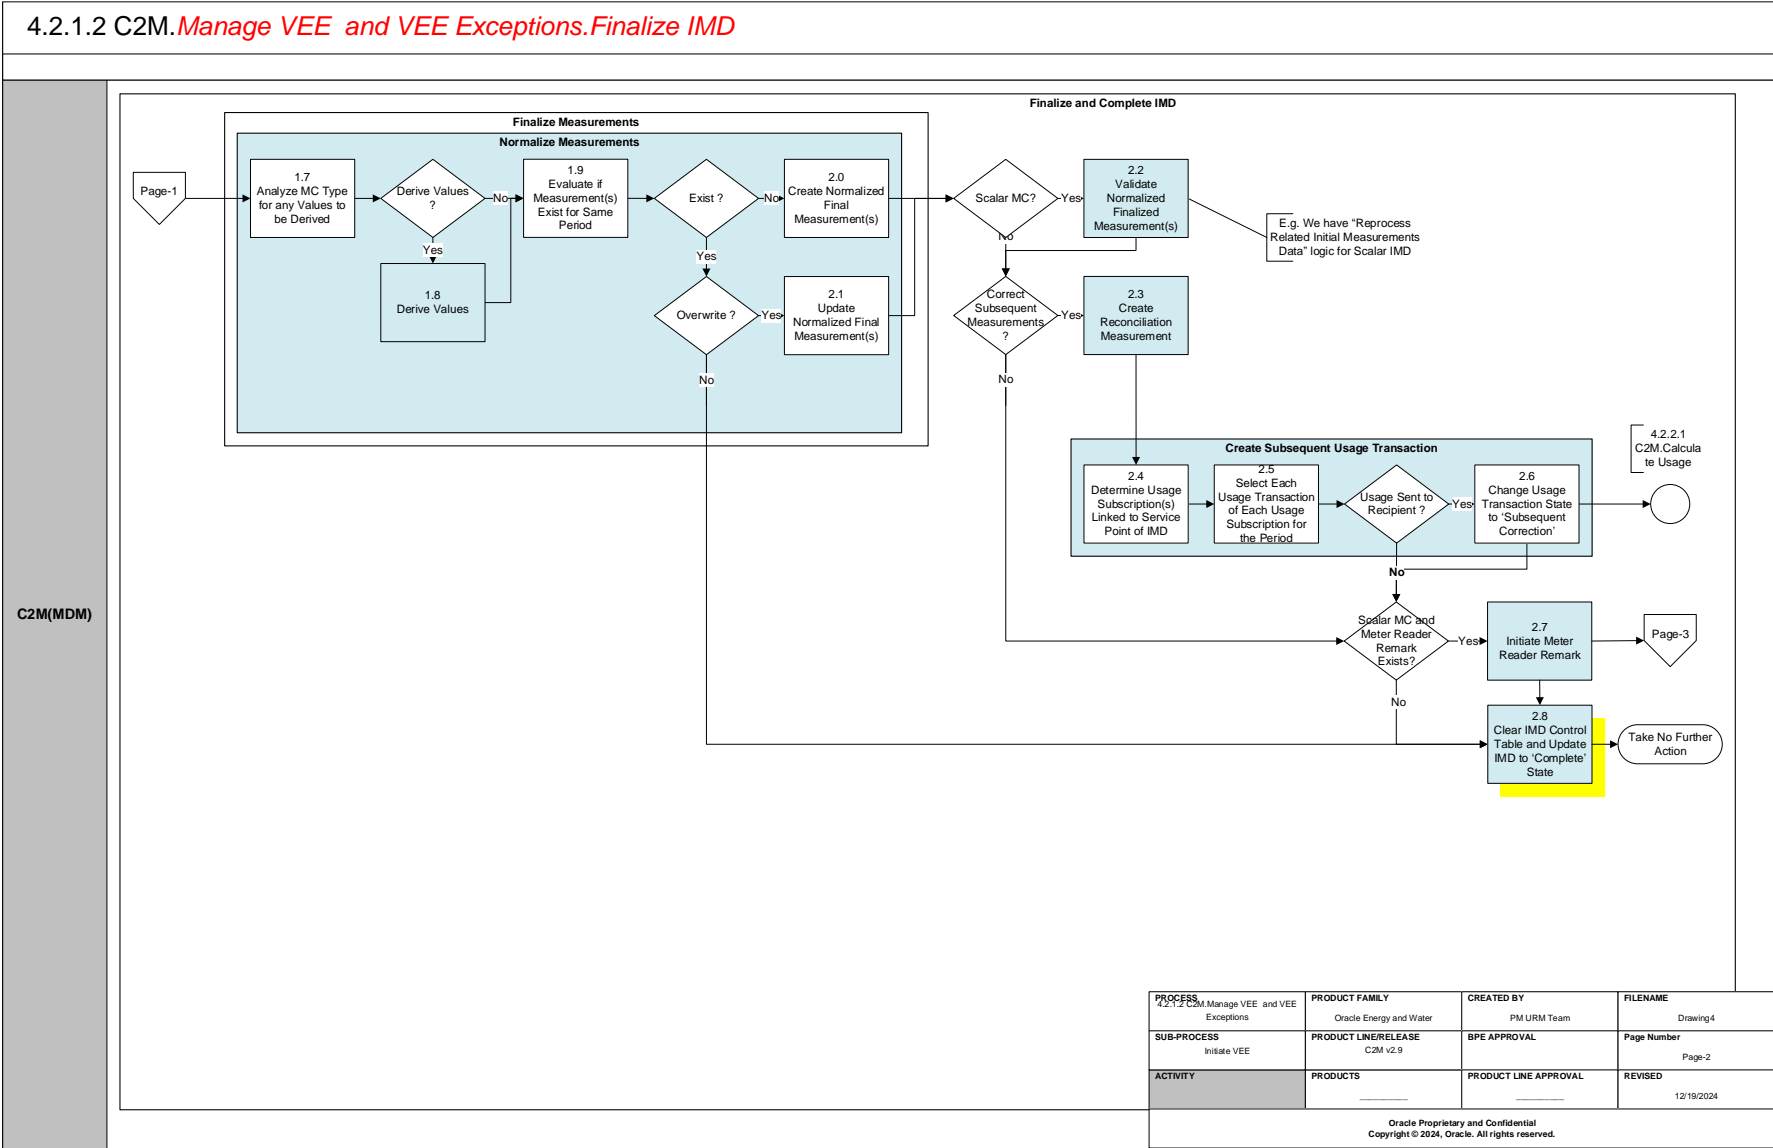 4.2.1.2 C2M.Manage VEE  and VEE Exceptions.Finalize IMD
C2M(MDM)
Finalize and Complete IMD
Finalize Measurements
Normalize Measurements
Page-1
1.7
Analyze MC Type
for any Values to
be Derived
Derive Values
?
No
Yes
1.8
Derive Values
1.9
Evaluate if
Measurement(s)
Exist for Same
Period
Exist ?
No
Yes
2.0
Create Normalized
Final
Measurement(s)
Overwrite ?
Yes
No
2.1
Update
Normalized Final
Measurement(s)
Scalar MC?
Yes
No
2.2
Validate
Normalized
Finalized
Measurement(s)
E.g. We have “Reprocess
Related Initial Measurements
Data” logic for Scalar IMD
Correct
Subsequent
Measurements
?
Yes
No
2.3
Create
Reconciliation
Measurement
Create Subsequent Usage Transaction
2.4
Determine Usage
Subscription(s)
Linked to Service
Point of IMD
2.5
Select Each
Usage Transaction
of Each Usage
Subscription for
the Period
Usage Sent to
Recipient ?
Yes
No
2.6
Change Usage
Transaction State
to ‘Subsequent
Correction’
4.2.2.1
C2M.Calcula
te Usage
Scalar MC and
Meter Reader
Remark
Exists?
Yes
No
2.7
Initiate Meter
Reader Remark
Page-3
2.8
Clear IMD Control
Table and Update
IMD to ‘Complete’
State
Take No Further
Action
PROCESS
4.2.1.2 C2M.Manage VEE  and VEE
Exceptions
PRODUCT FAMILY
Oracle Energy and Water
CREATED BY
PM URM Team
FILENAME
Drawing4
SUB-PROCESS
Initiate VEE
PRODUCT LINE/RELEASE
C2M v2.9
BPE APPROVAL
Page Number
Page-2
ACTIVITY
PRODUCTS
___________
PRODUCT LINE APPROVAL
___________
REVISED
12/19/2024
Oracle Proprietary and Confidential
Copyright © 2024, Oracle. All rights reserved.